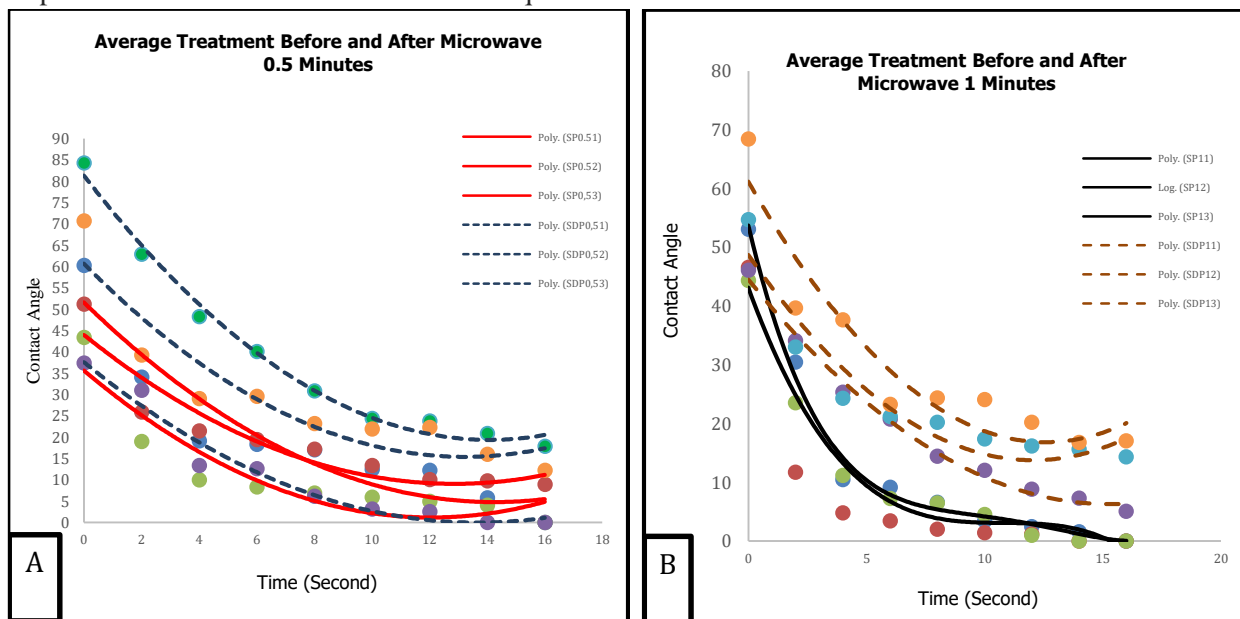 Average Treatment Before and After Microwave
0.5 Minutes
90
85
80
75
70
65
60
55
50
45
40
35
30
25
20
15
10
5
0
Contact Angle
Poly. (SP0.51)
Poly. (SP0.52)
Poly. (SP0,53)
Poly. (SDP0,51)
Poly. (SDP0,52)
Poly. (SDP0,53)
0 2 4 6 8 10 12 14 16 18
Time (Second)
A
Average Treatment Before and After
Microwave 1 Minutes
80
70
60
50
40
30
20
10
0
Contact Angle
Poly. (SP11)
Log. (SP12)
Poly. (SP13)
Poly. (SDP11)
Poly. (SDP12)
Poly. (SDP13)
0 5 10 15 20
Time (Second)
B